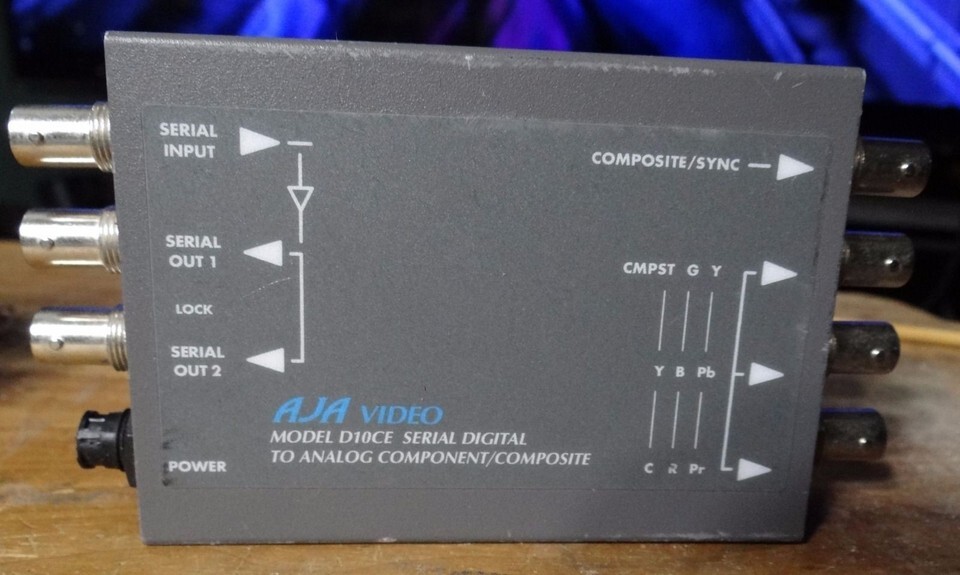 SERIAL
INPUT
COMPOSITE/SYNC
SERIAL
OUT 1
CMPST G Y
LOCK
SERIAL
OUT 2
Y B Pb
AJA VIDEO
MODEL D10CE SERIAL DIGITAL
TO ANALOG COMPONENT/COMPOSITE
POWER
C R Pr